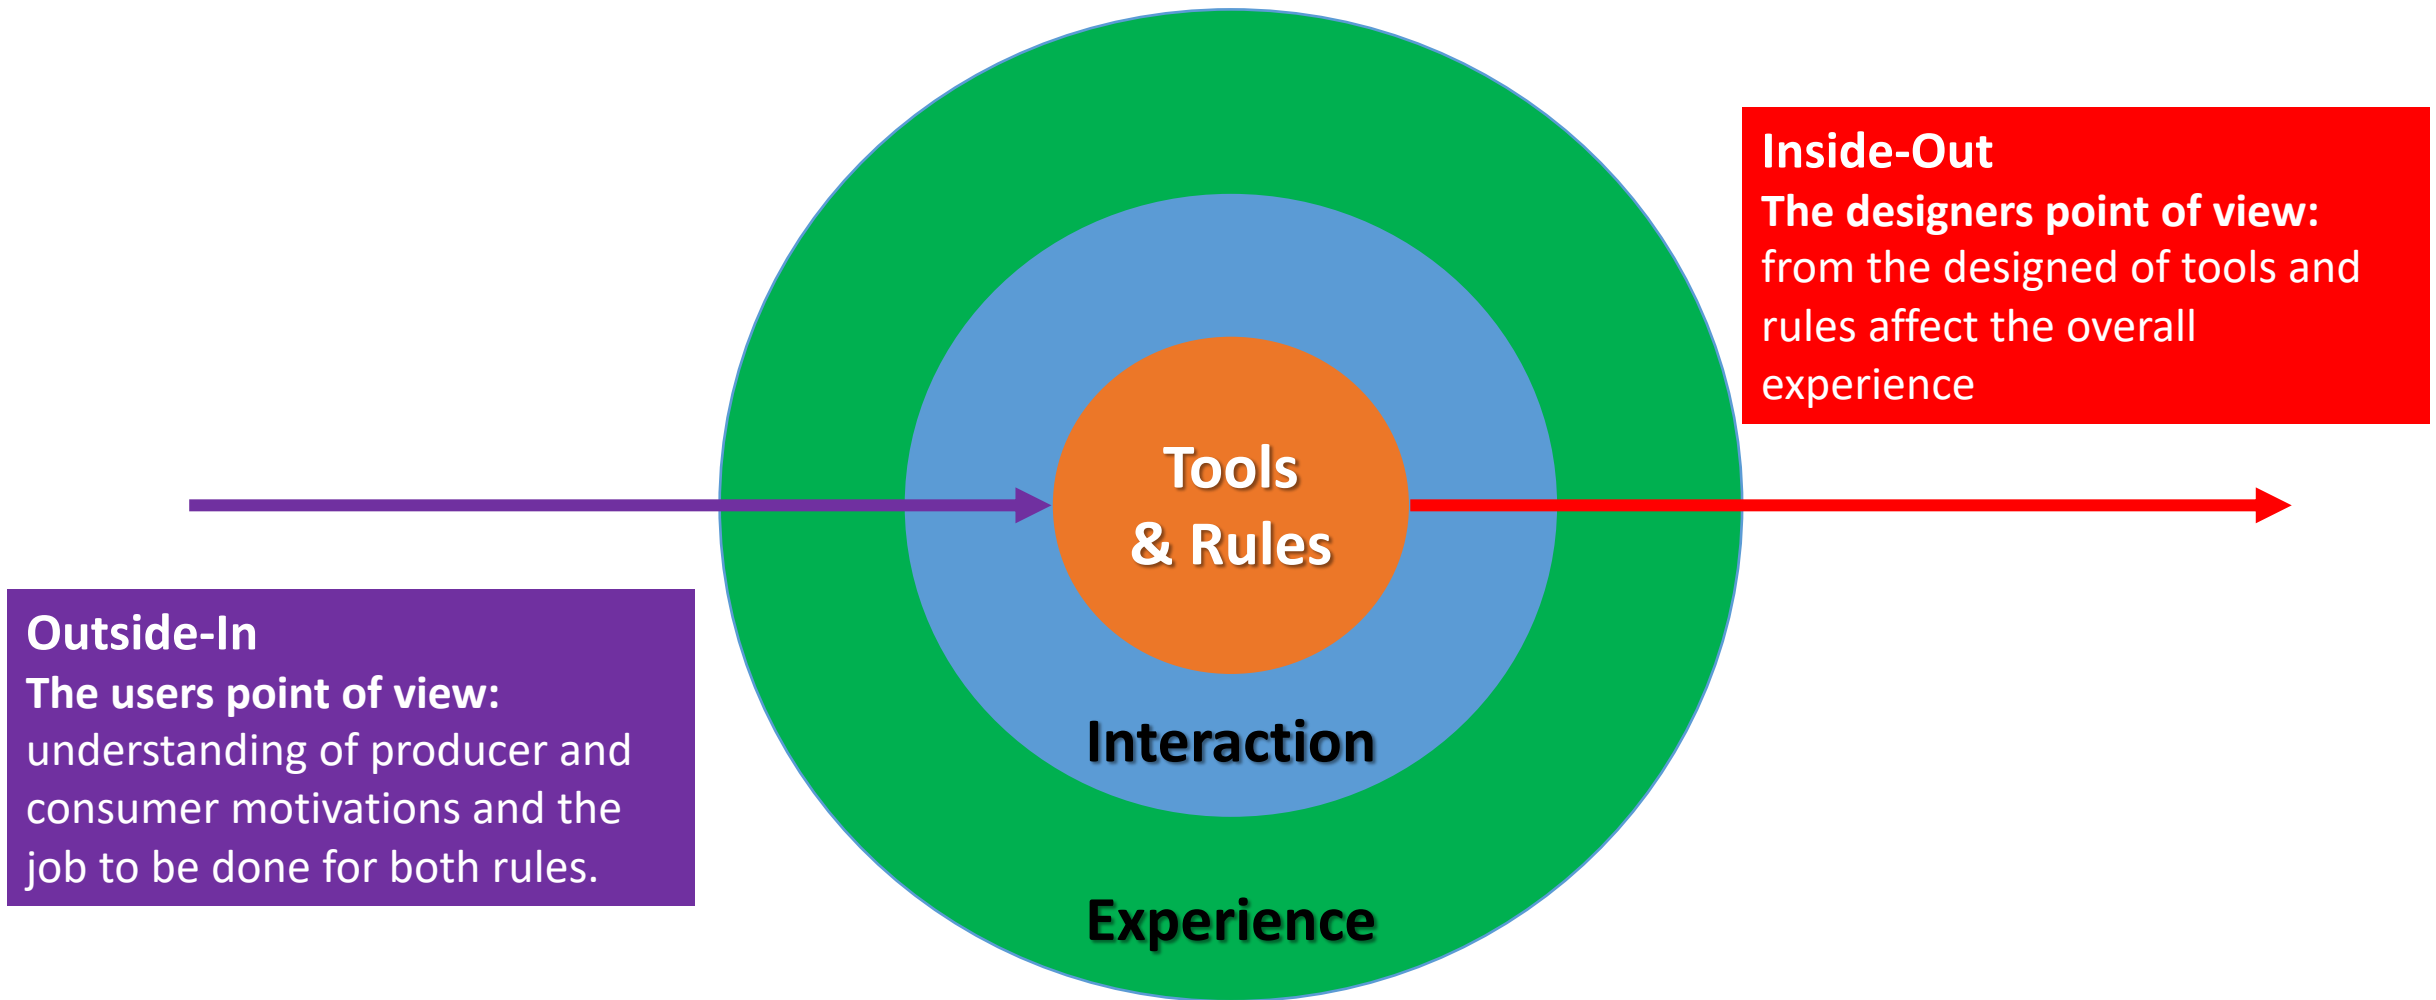 Inside-Out
The designers point of view:
from the designed of tools and
rules affect the overall
experience
Tools
& Rules
Outside-In
The users point of view:
understanding of producer and
consumer motivations and the
job to be done for both rules.
Interaction
Experience